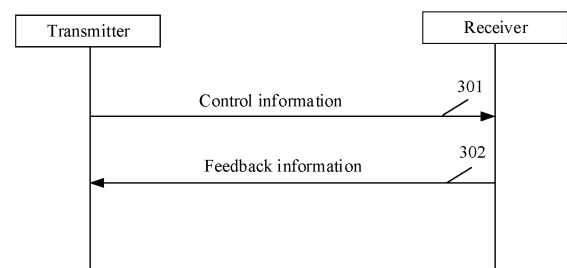 Transmitter
Receiver
301
Control information
302
Feedback information